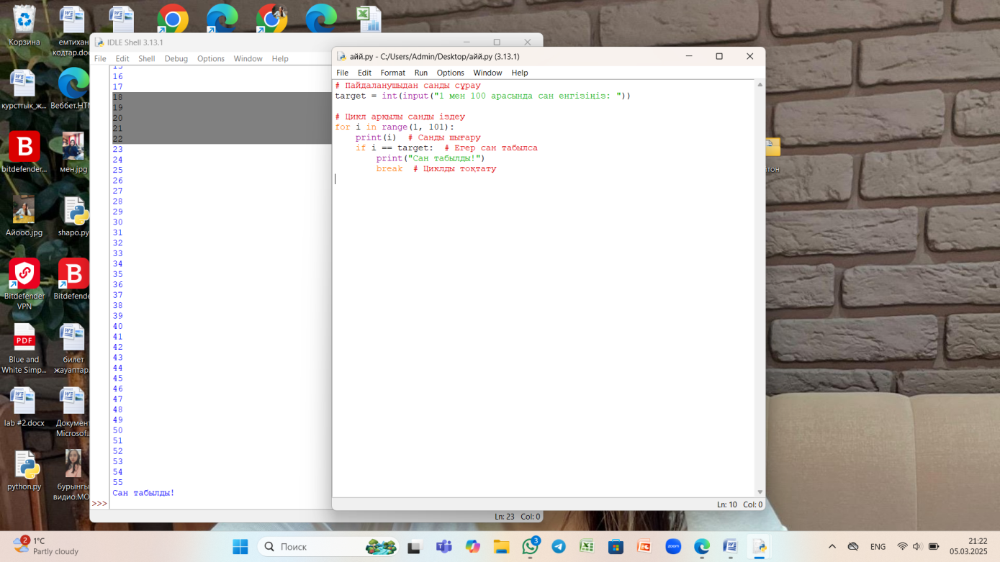 Корзина
емтихан
кодтар.doc
IDLE Shell 3.13.1
File Edit Shell Debug Options Window Help
15
16
17
18
19
20
21
22
23
24
25
26
27
28
29
30
31
32
33
34
35
36
37
38
39
40
41
42
43
44
45
46
47
48
49
50
51
52
53
54
55
Сан табылды!
>>>
Ln: 23 Col: 0
айй.py - C:/Users/Admin/Desktop/айй.py (3.13.1)
File Edit Format Run Options Window Help
# Пайдаланушыдан санды сұрау
target = int(input("1 мен 100 арасында сан енгізіңіз: "))
# Цикл арқылы санды іздеу
for i in range(1, 101):
    print(i)  # Санды шығару
    if i == target:  # Егер сан табылса
        print("Сан табылды!")
        break  # Циклды тоқтату
Ln: 10 Col: 0
курсттық_ж...
Веббет.HTM
bitdefender...
мен.jpg
тон
Айооо.jpg
shapo.py
Bitdefender
VPN
Bitdefende
PDF
Blue and
White Simp...
билет
жауаптар.
lab #2.docx
Документ
Microsof...
python.py
бурынғы
видио.MO
2
1°C
Partly cloudy
Поиск
3
zoom
ENG
21:22
05.03.2025